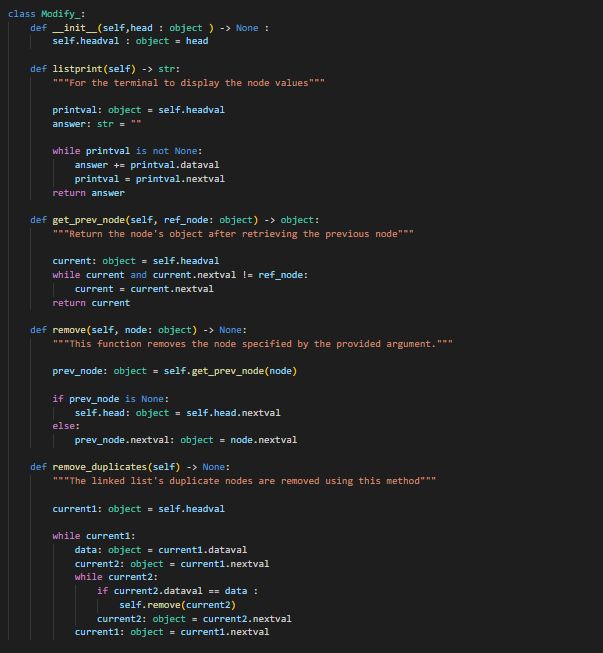 class Modify_:
    def __init__(self,head : object ) -> None :
        self.headval : object = head

    def listprint(self) -> str:
        """For the terminal to display the node values"""

        printval: object = self.headval
        answer: str = ""

        while printval is not None:
            answer += printval.dataval
            printval = printval.nextval
        return answer

    def get_prev_node(self, ref_node: object) -> object:
        """Return the node's object after retrieving the previous node"""

        current: object = self.headval
        while current and current.nextval != ref_node:
            current = current.nextval
        return current

    def remove(self, node: object) -> None:
        """This function removes the node specified by the provided argument."""

        prev_node: object = self.get_prev_node(node)

        if prev_node is None:
            self.head: object = self.head.nextval
        else:
            prev_node.nextval: object = node.nextval

    def remove_duplicates(self) -> None:
        """The linked list's duplicate nodes are removed using this method"""

        current1: object = self.headval

        while current1:
            data: object = current1.dataval
            current2: object = current1.nextval
            while current2:
                if current2.dataval == data :
                    self.remove(current2)
                current2: object = current2.nextval
            current1: object = current1.nextval